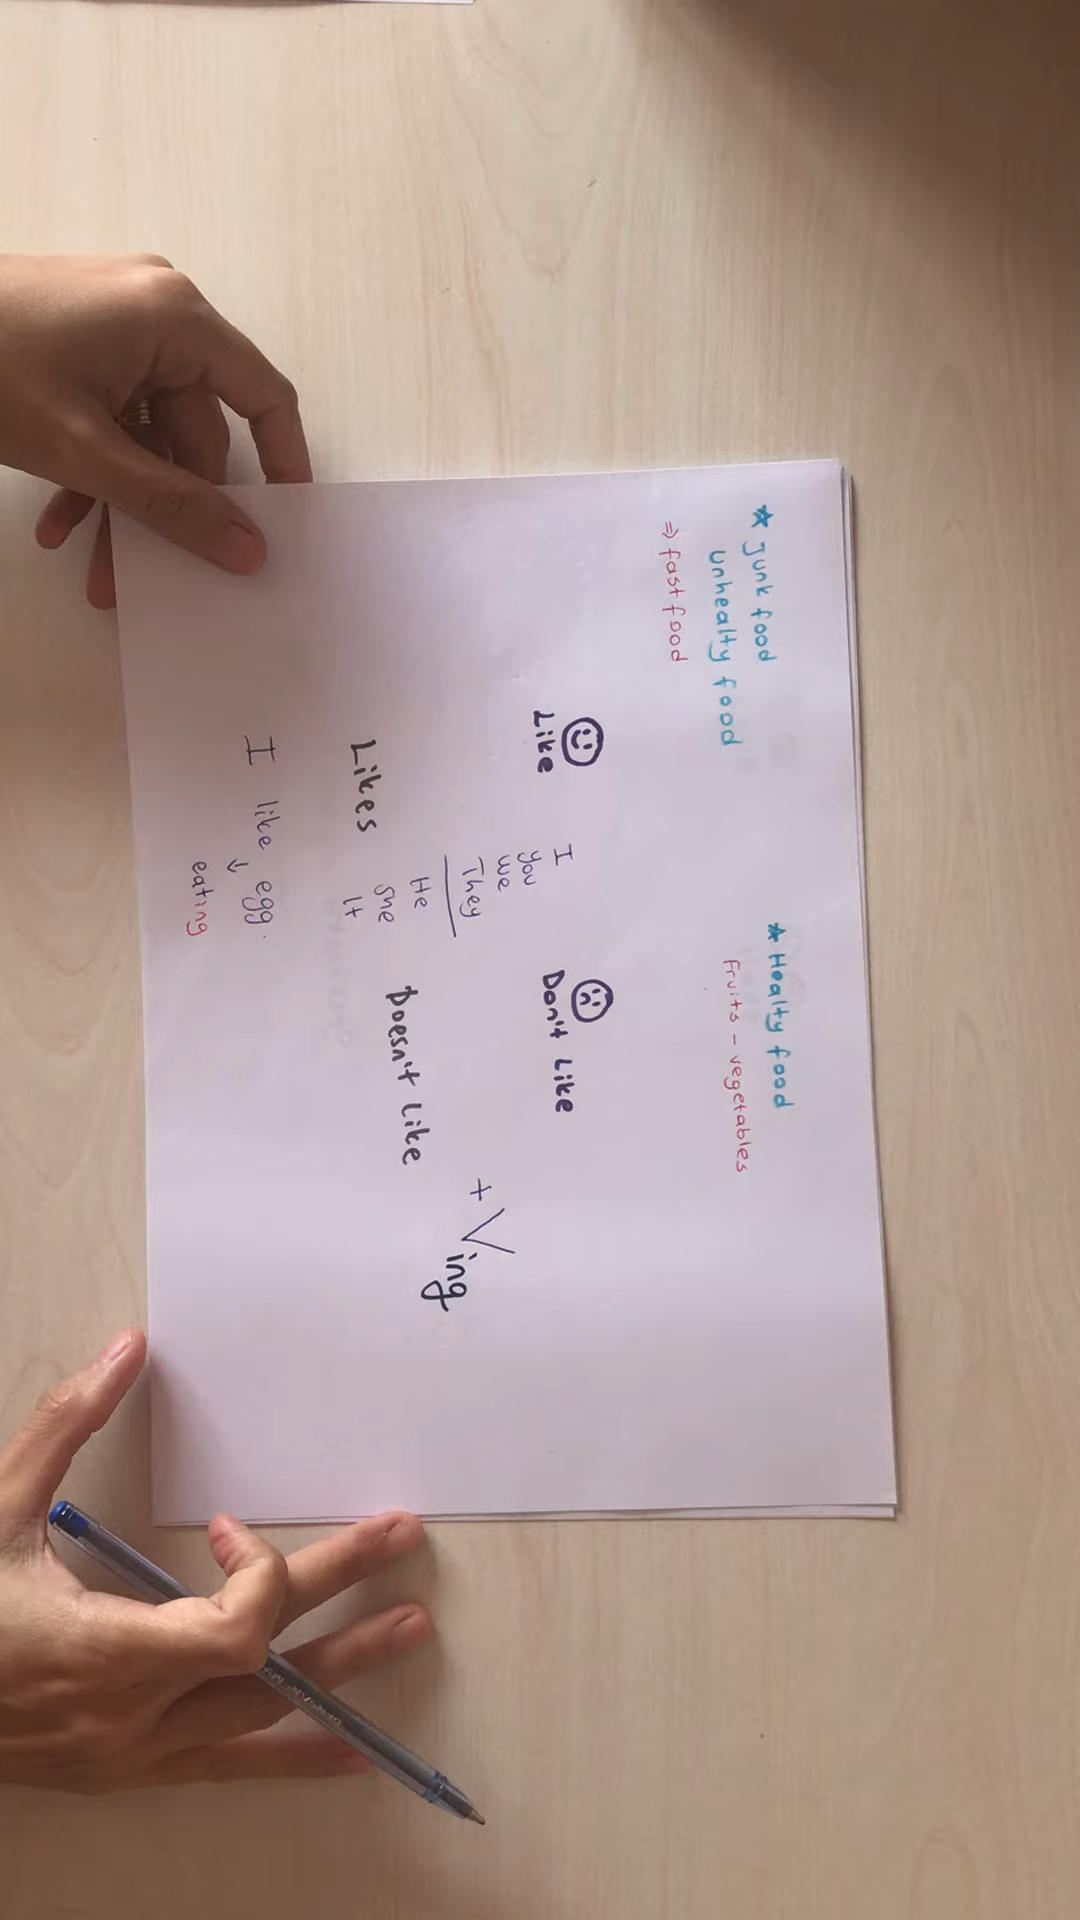 ★ Junk food
unhealty food
⇒ fast food
★ Healty food
Fruits - vegetables
Like
Don't Like
I
you
we
They
He
She
It
Likes
Doesn't Like
+ Ving
I like egg.
↓
eating